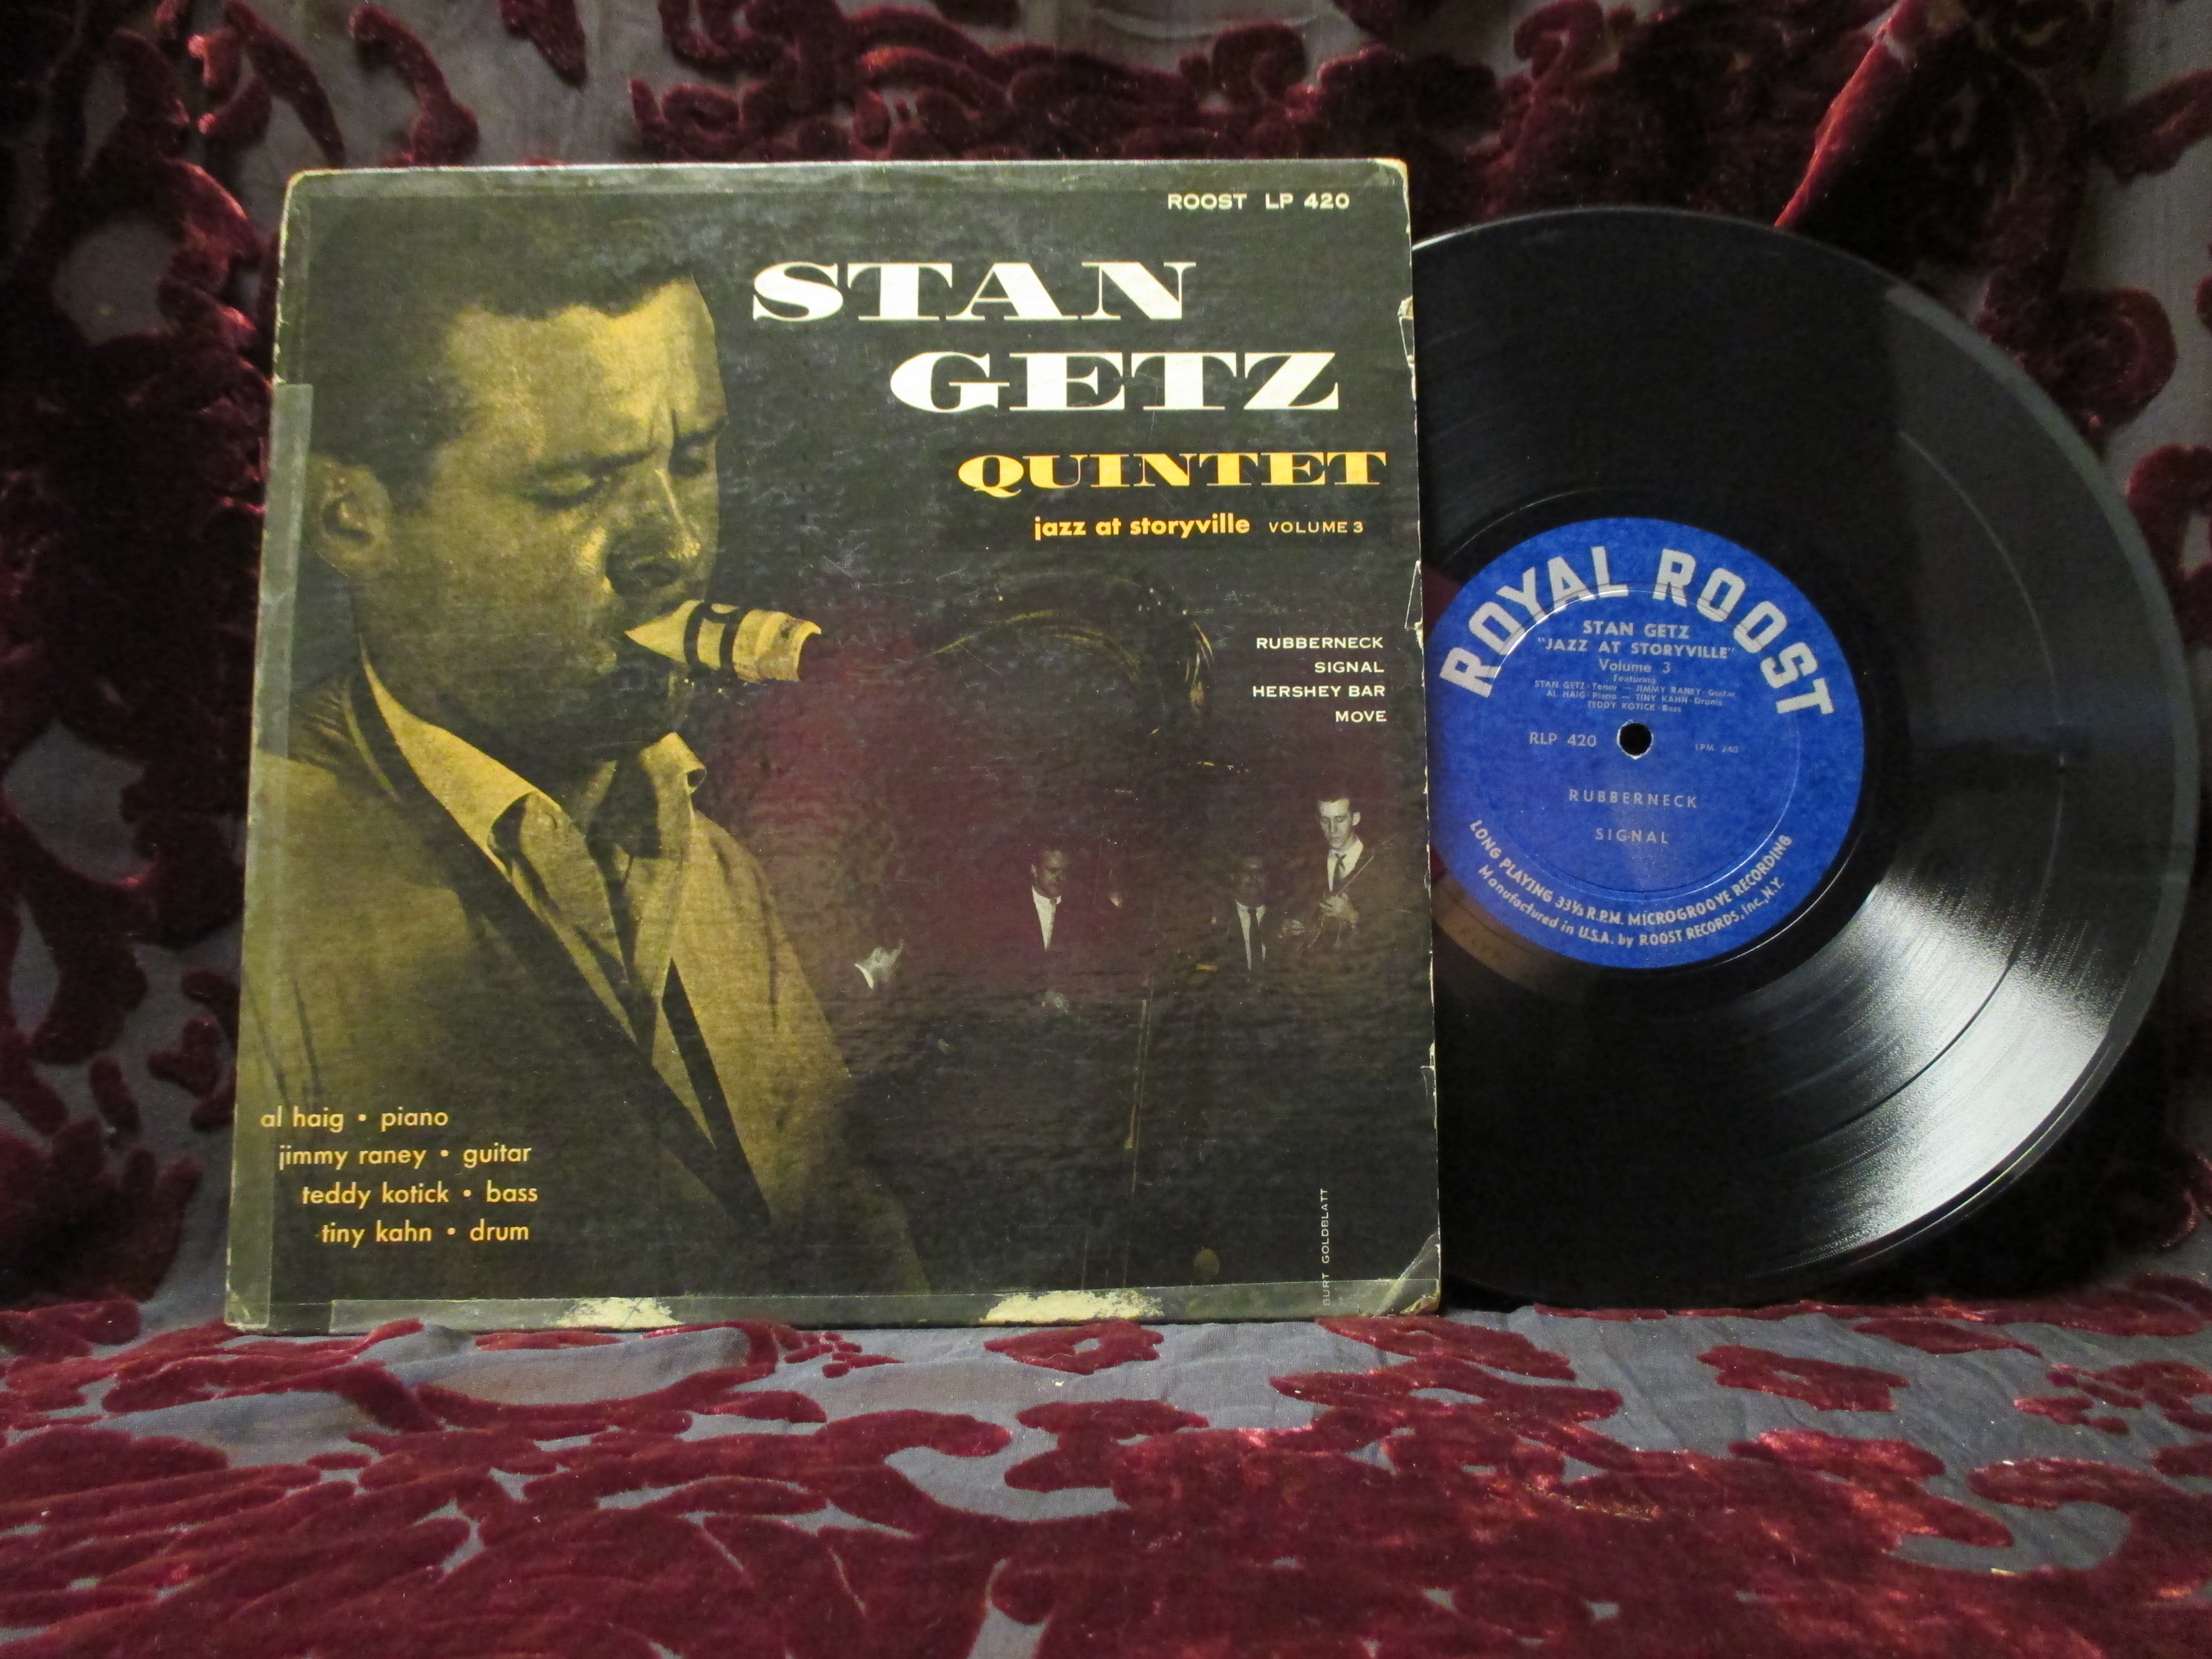 ROOST LP 420
STAN
GETZ
QUINTET
jazz at storyville VOLUME 3
RUBBERNECK
SIGNAL
HERSHEY BAR
MOVE
al haig • piano
jimmy raney • guitar
teddy kotick • bass
tiny kahn • drum
BURT GOLDBLATT
ROYAL ROOST
STAN GETZ
"JAZZ AT STORYVILLE"
Volume 3
Featuring
STAN GETZ-Tenor — JIMMY RANEY-Guitar
AL HAIG-Piano — TINY KAHN-Drums
TEDDY KOTICK-Bass
RLP 420 LPM 240
RUBBERNECK
SIGNAL
LONG PLAYING 33⅓ R.P.M. MICROGROOVE RECORDING
Manufactured in U.S.A. by ROOST RECORDS, Inc., N.Y.